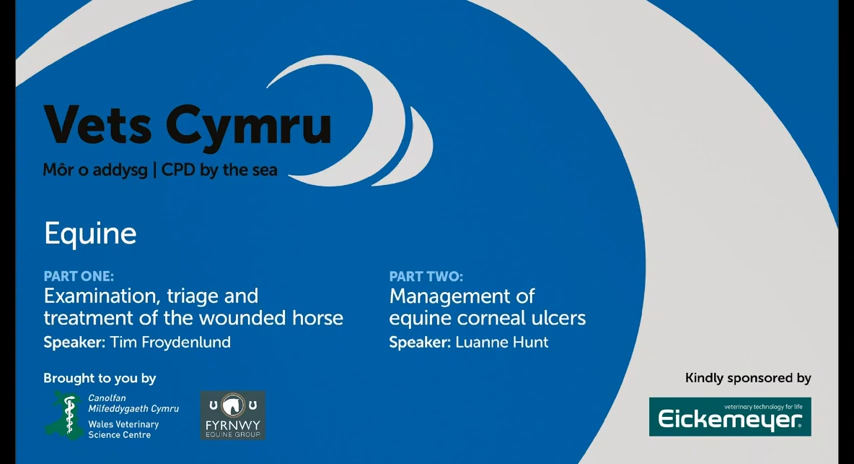 Vets Cymru
Môr o addysg | CPD by the sea
Equine
PART ONE:
Examination, triage and
treatment of the wounded horse
Speaker: Tim Froydenlund
PART TWO:
Management of
equine corneal ulcers
Speaker: Luanne Hunt
Brought to you by
Canolfan
Milfeddygaeth Cymru
Wales Veterinary
Science Centre
FYRNWY
EQUINE GROUP
Kindly sponsored by
veterinary technology for life
Eickemeyer®